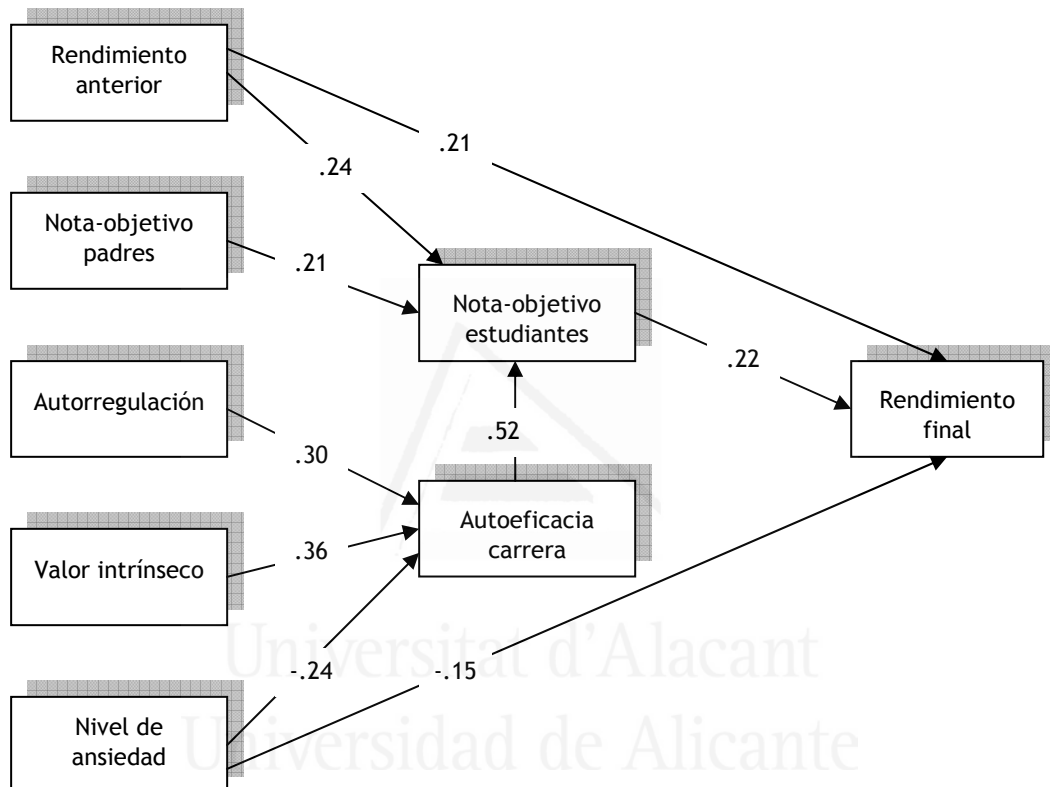 Rendimiento
anterior
.21
.24
Nota-objetivo
padres
.21
Nota-objetivo
estudiantes
.22
Autorregulación
Rendimiento
final
.52
.30
Autoeficacia
carrera
Valor intrínseco
.36
Universitat d'Alacant
-.24
-.15
Nivel de
ansiedad
Universidad de Alicante